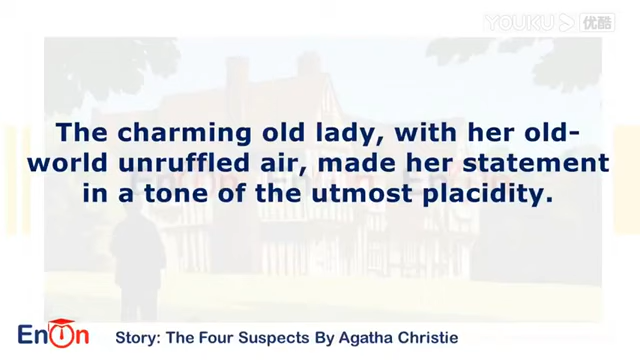 YOUKU 优酷
The charming old lady, with her old-
world unruffled air, made her statement
in a tone of the utmost placidity.
EnOn
Story: The Four Suspects By Agatha Christie